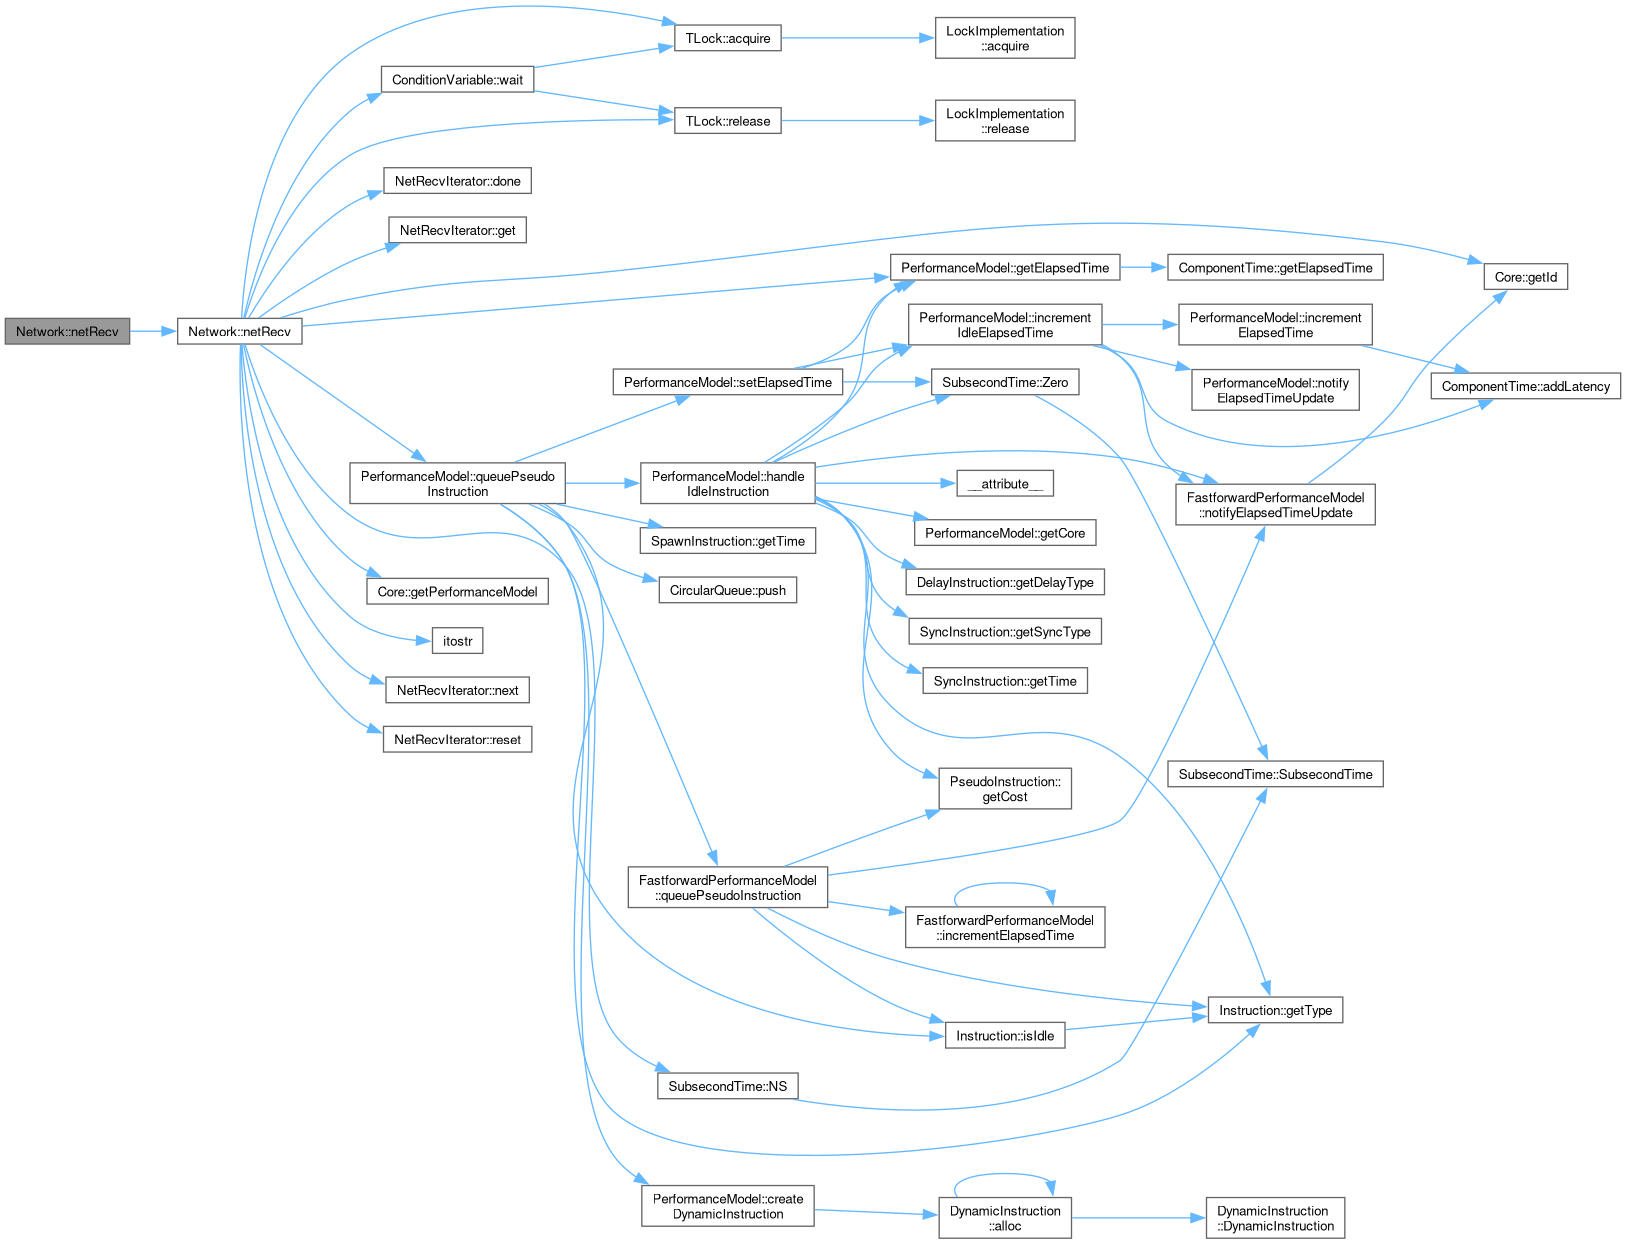 Network::netRecv
Network::netRecv
TLock::acquire
LockImplementation
::acquire
ConditionVariable::wait
TLock::release
LockImplementation
::release
NetRecvIterator::done
NetRecvIterator::get
PerformanceModel::getElapsedTime
ComponentTime::getElapsedTime
Core::getId
PerformanceModel::increment
IdleElapsedTime
PerformanceModel::increment
ElapsedTime
PerformanceModel::setElapsedTime
SubsecondTime::Zero
PerformanceModel::notify
ElapsedTimeUpdate
ComponentTime::addLatency
PerformanceModel::queuePseudo
Instruction
PerformanceModel::handle
IdleInstruction
__attribute__
FastforwardPerformanceModel
::notifyElapsedTimeUpdate
SpawnInstruction::getTime
PerformanceModel::getCore
Core::getPerformanceModel
CircularQueue::push
DelayInstruction::getDelayType
itostr
SyncInstruction::getSyncType
NetRecvIterator::next
SyncInstruction::getTime
NetRecvIterator::reset
PseudoInstruction::
getCost
SubsecondTime::SubsecondTime
FastforwardPerformanceModel
::queuePseudoInstruction
FastforwardPerformanceModel
::incrementElapsedTime
Instruction::getType
Instruction::isIdle
SubsecondTime::NS
PerformanceModel::create
DynamicInstruction
DynamicInstruction
::alloc
DynamicInstruction
::DynamicInstruction